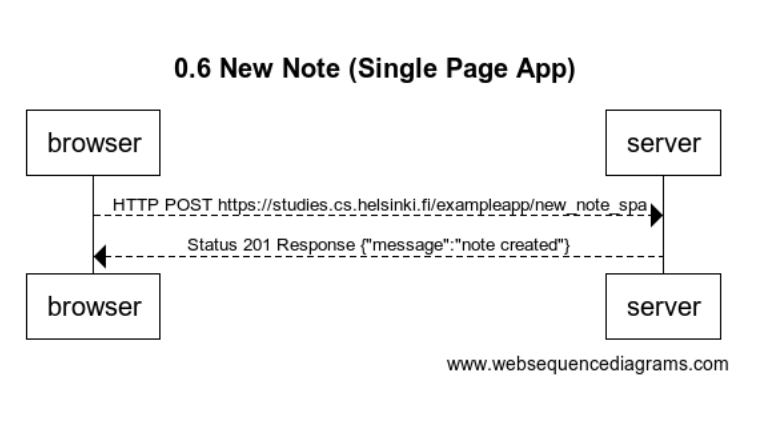 0.6 New Note (Single Page App)
browser server
HTTP POST https://studies.cs.helsinki.fi/exampleapp/new_note_spa
Status 201 Response {"message":"note created"}
browser server
www.websequencediagrams.com